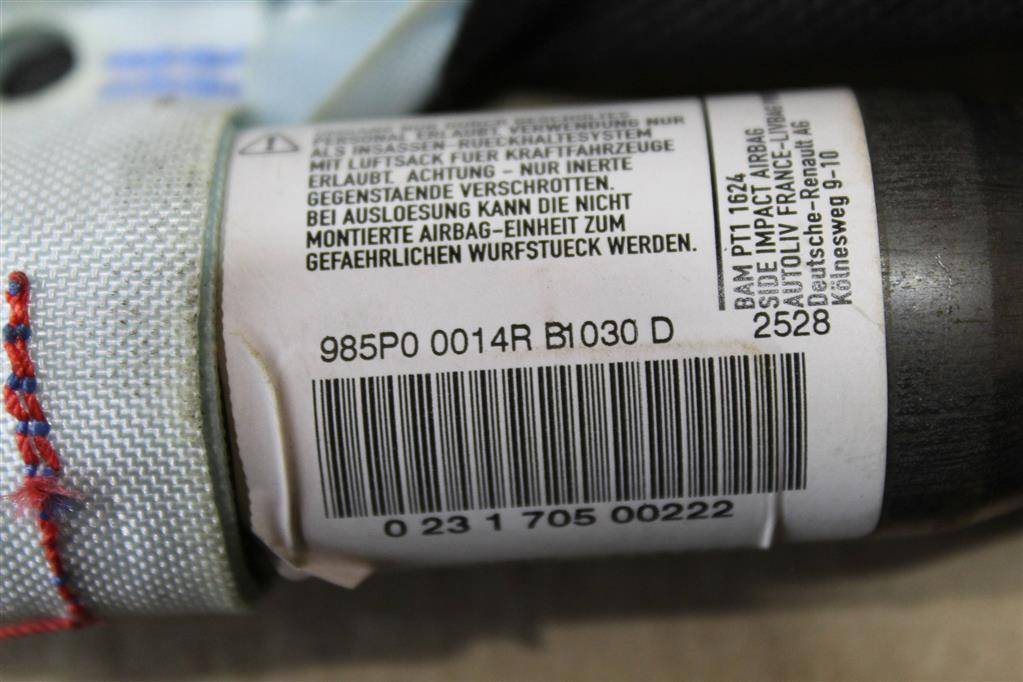 PERSONAL ERLAUBT. VERWENDUNG NUR
ALS INSASSEN-RUECKHALTESYSTEM
MIT LUFTSACK FUER KRAFTFAHRZEUGE
ERLAUBT. ACHTUNG - NUR INERTE
GEGENSTAENDE VERSCHROTTEN.
BEI AUSLOESUNG KANN DIE NICHT
MONTIERTE AIRBAG-EINHEIT ZUM
GEFAEHRLICHEN WURFSTUECK WERDEN.
BAM PT1 1624
SIDE IMPACT AIRBAG
AUTOLIV FRANCE-LIVBAG
Deutsche-Renault AG
Kölnesweg 9-10
985P0 0014R B1030 D
2528
0 23 1 705 00222